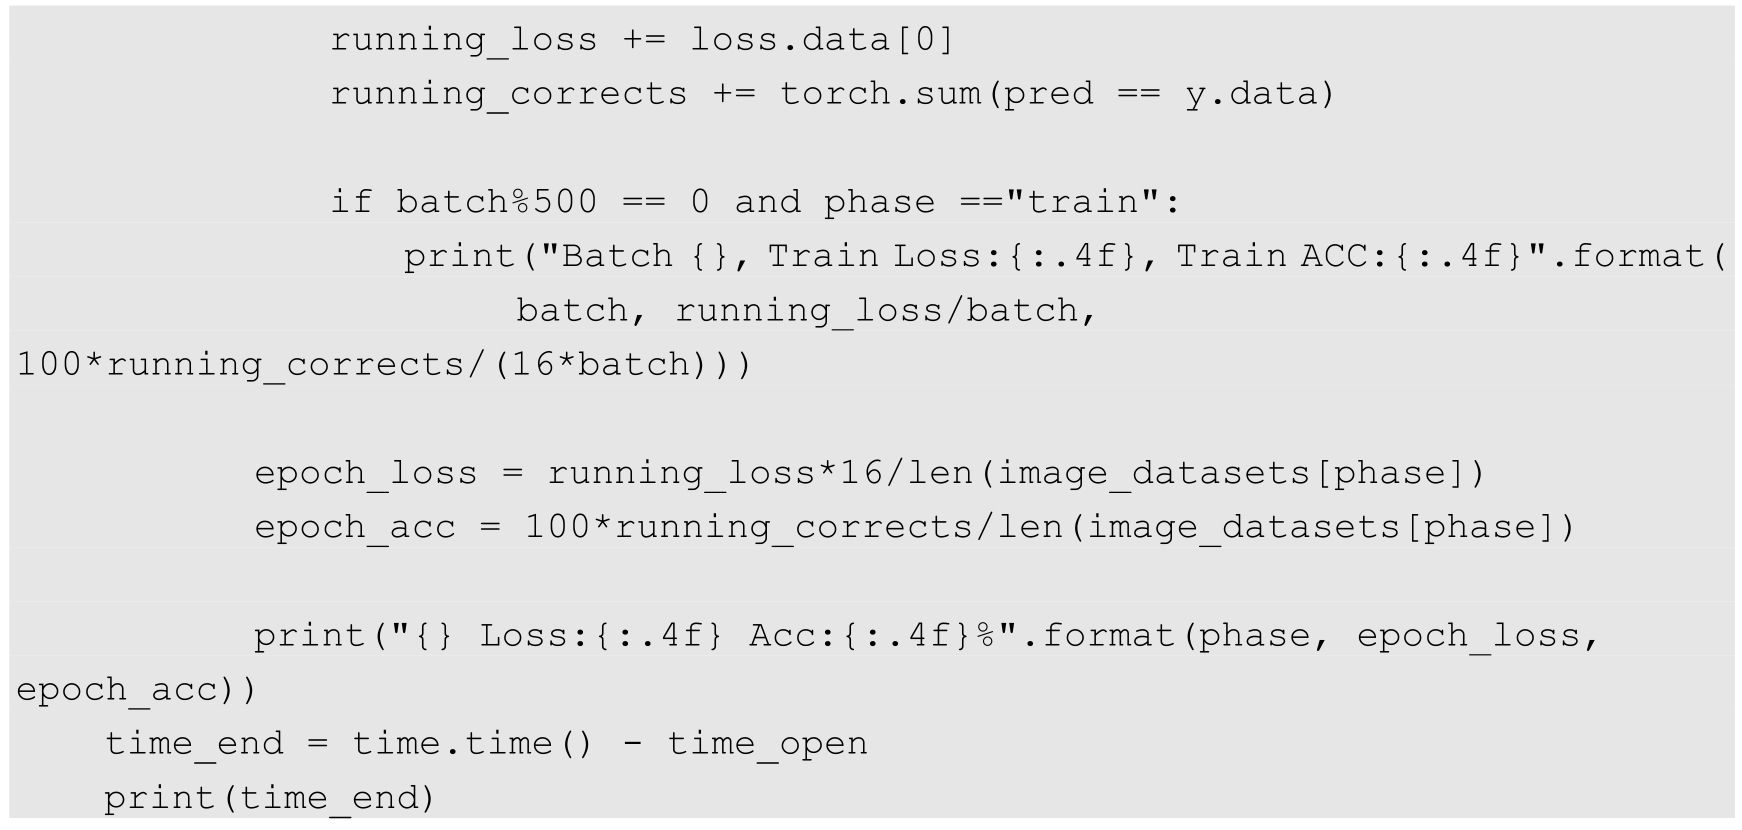 running_loss += loss.data[0]
running_corrects += torch.sum(pred == y.data)
if batch%500 == 0 and phase =="train":
print("Batch {}, Train Loss:{:.4f}, Train ACC:{:.4f}".format(
batch, running_loss/batch,
100*running_corrects/(16*batch)))
epoch_loss = running_loss*16/len(image_datasets[phase])
epoch_acc = 100*running_corrects/len(image_datasets[phase])
print("{} Loss:{:.4f} Acc:{:.4f}%".format(phase, epoch_loss,
epoch_acc))
time_end = time.time() - time_open
print(time_end)